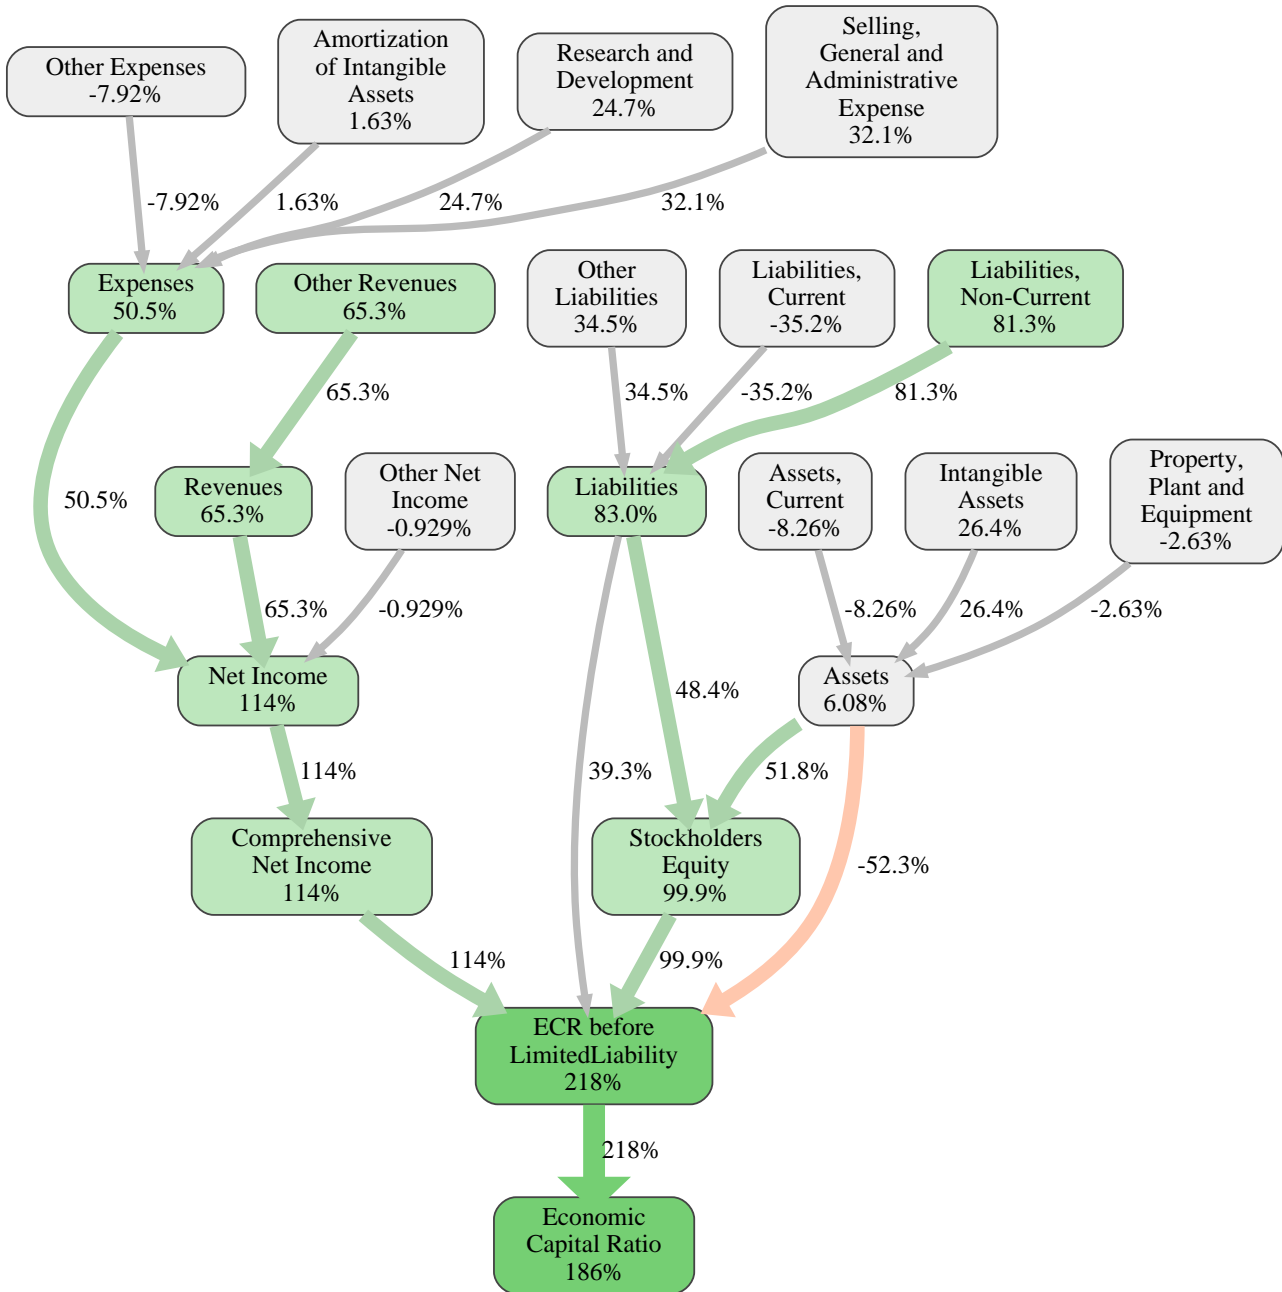 Other Expenses
-7.92%
Amortization
of Intangible
Assets
1.63%
Research and
Development
24.7%
Selling,
General and
Administrative
Expense
32.1%
-7.92%
1.63%
24.7%
32.1%
Expenses
50.5%
Other Revenues
65.3%
Other
Liabilities
34.5%
Liabilities,
Current
-35.2%
Liabilities,
Non-Current
81.3%
65.3%
34.5%
-35.2%
81.3%
50.5%
Revenues
65.3%
Other Net
Income
-0.929%
Liabilities
83.0%
Assets,
Current
-8.26%
Intangible
Assets
26.4%
Property,
Plant and
Equipment
-2.63%
65.3%
-0.929%
-8.26%
26.4%
-2.63%
Net Income
114%
48.4%
Assets
6.08%
114%
39.3%
51.8%
Comprehensive
Net Income
114%
Stockholders
Equity
99.9%
-52.3%
114%
99.9%
ECR before
LimitedLiability
218%
218%
Economic
Capital Ratio
186%